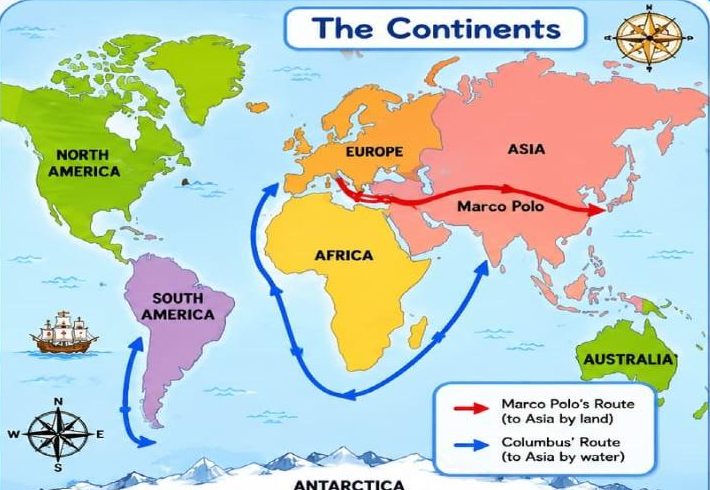 The Continents
N
NORTH
AMERICA
EUROPE
ASIA
Marco Polo
AFRICA
SOUTH
AMERICA
AUSTRALIA
N
W
E
S
Marco Polo's Route
(to Asia by land)
Columbus' Route
(to Asia by water)
ANTARCTICA